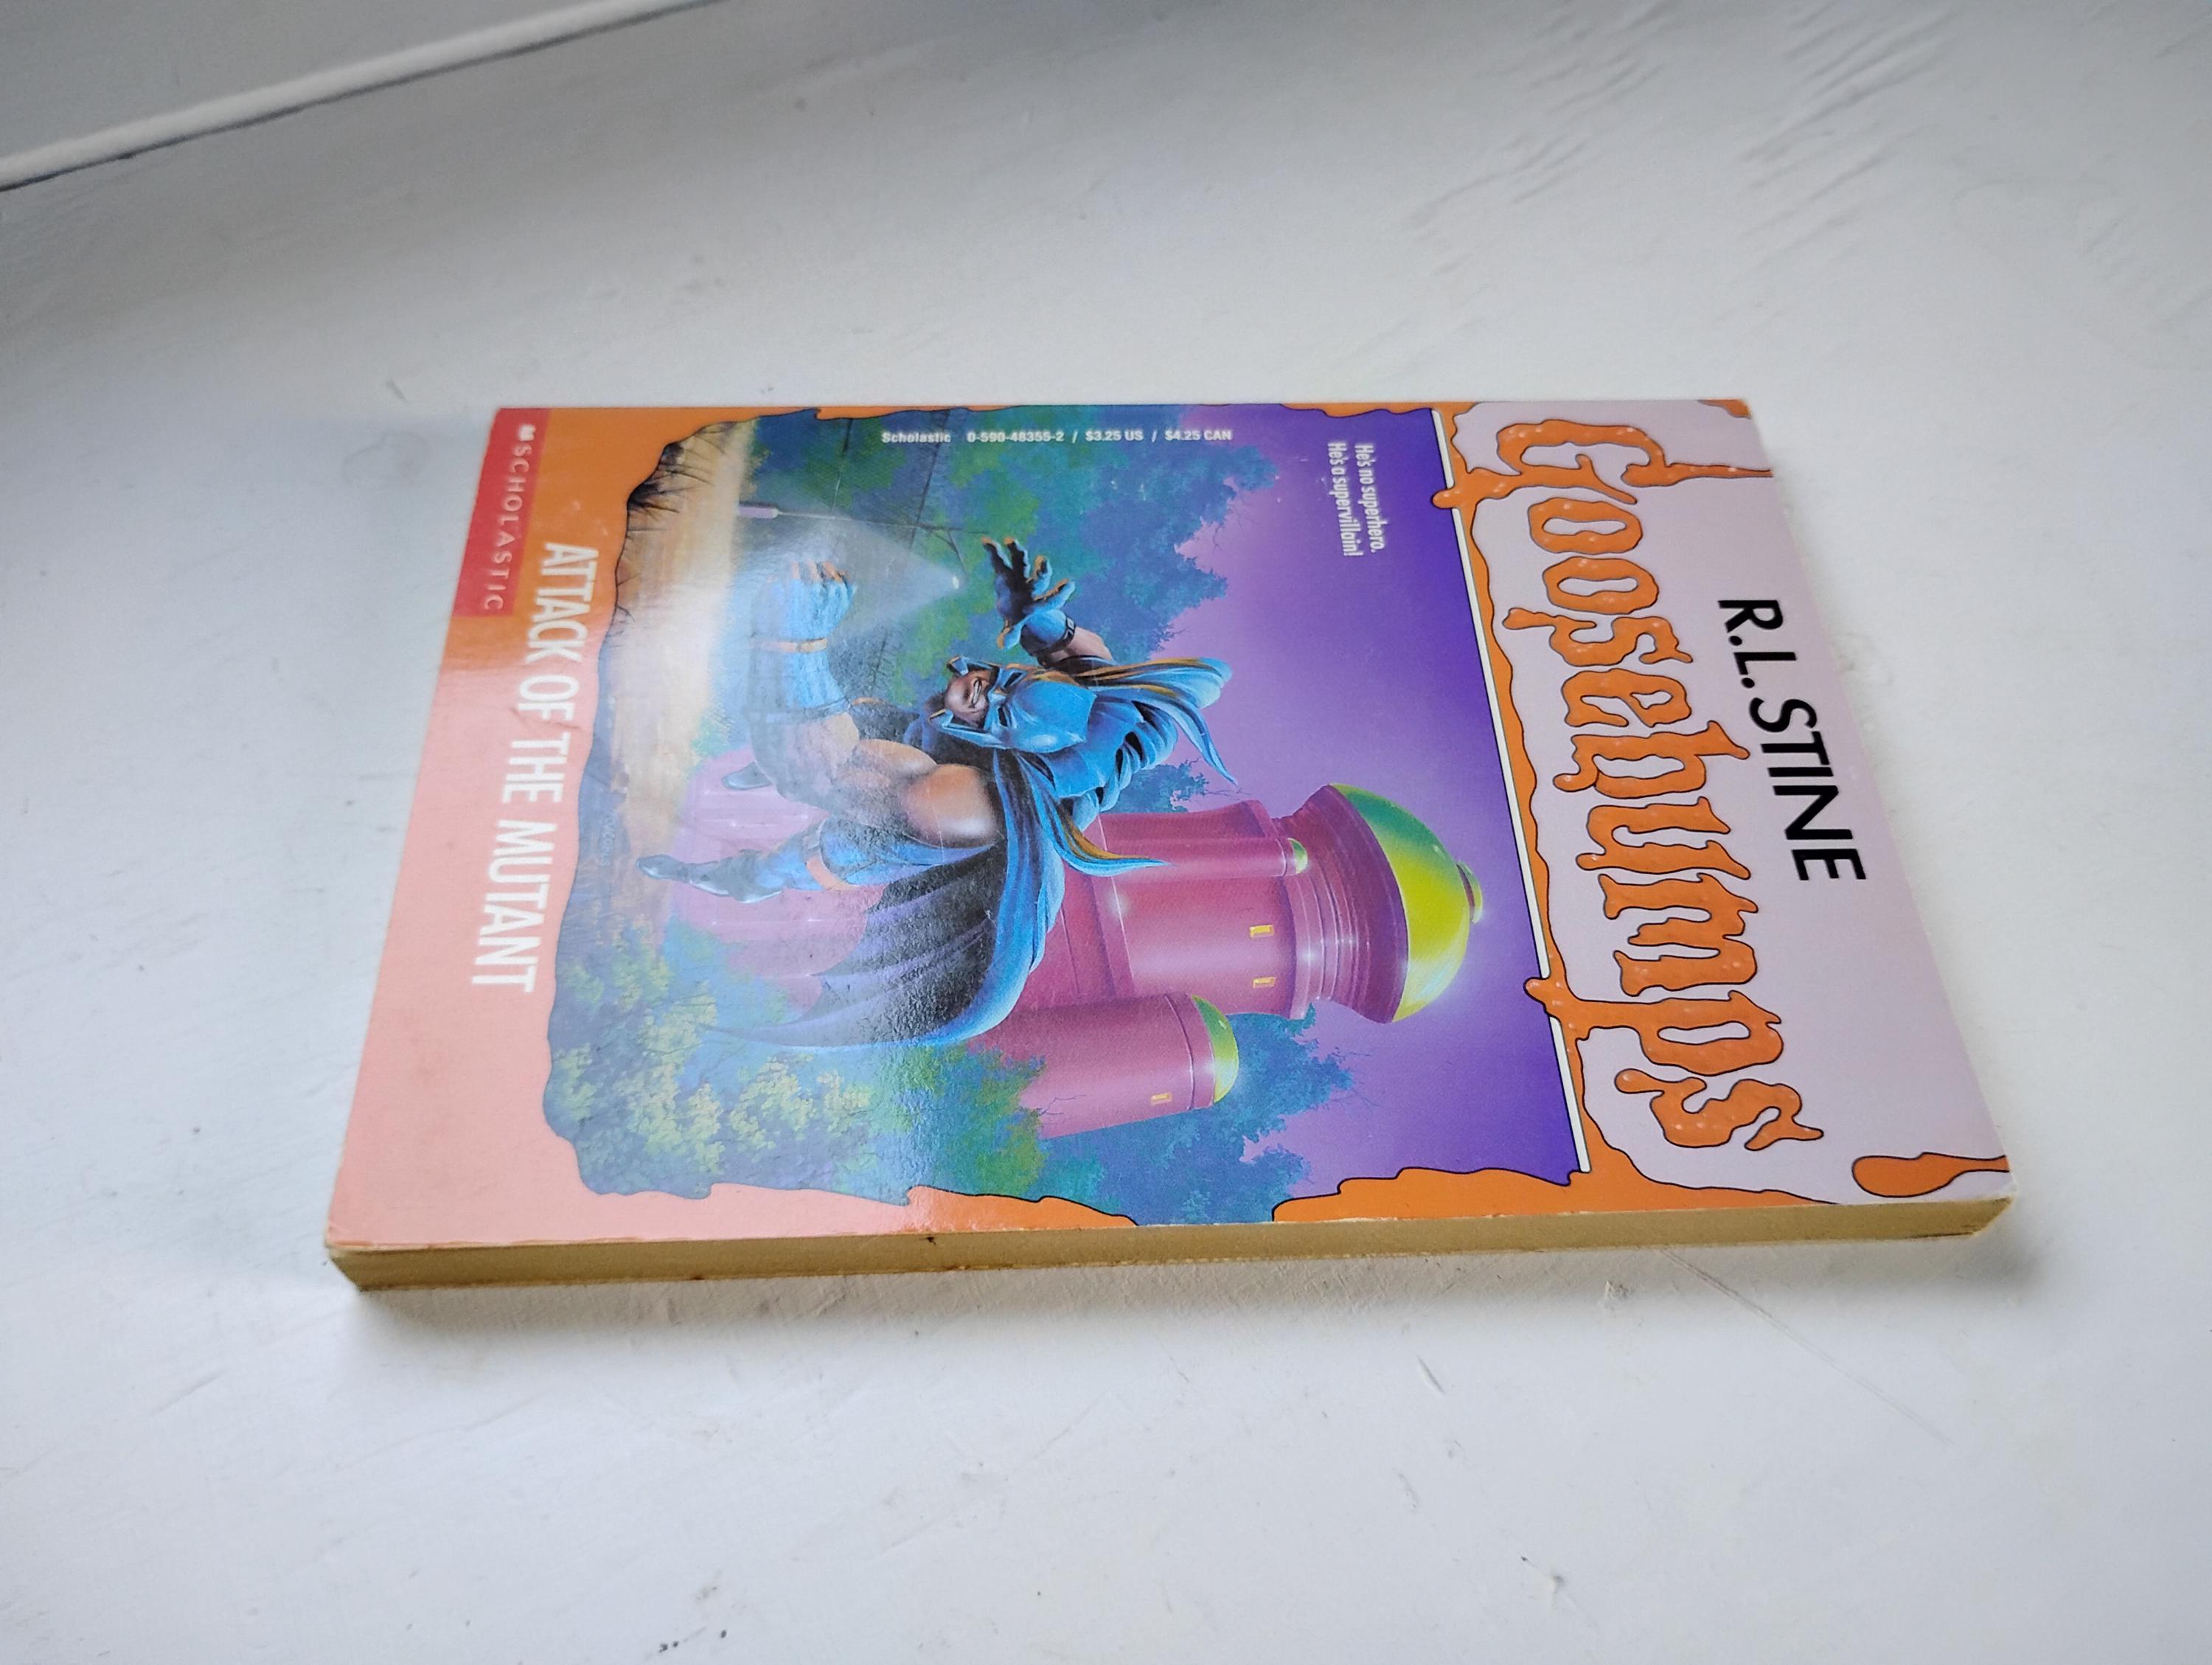 R.L. STINE
Goosebumps
He's no superhero.
He's a supervillain!
Scholastic 0-590-48355-2 / $3.25 US / $4.25 CAN
ATTACK OF THE MUTANT
SCHOLASTIC